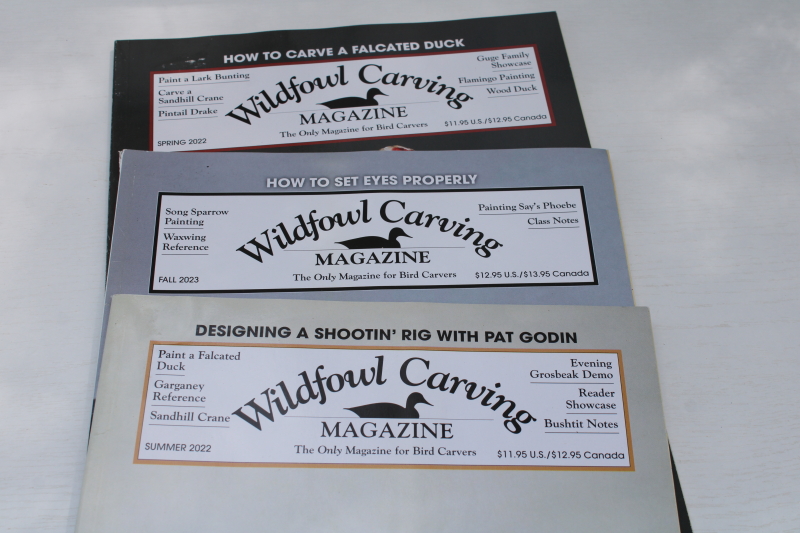 HOW TO CARVE A FALCATED DUCK
Paint a Lark Bunting
Carve a
Sandhill Crane
Pintail Drake
SPRING 2022
Wildfowl Carving
MAGAZINE
The Only Magazine for Bird Carvers
Guge Family
Showcase
Flamingo Painting
Wood Duck
$11.95 U.S./$12.95 Canada
HOW TO SET EYES PROPERLY
Song Sparrow
Painting
Waxwing
Reference
FALL 2023
Wildfowl Carving
MAGAZINE
The Only Magazine for Bird Carvers
Painting Say's Phoebe
Class Notes
$12.95 U.S./$13.95 Canada
DESIGNING A SHOOTIN' RIG WITH PAT GODIN
Paint a Falcated
Duck
Garganey
Reference
Sandhill Crane
SUMMER 2022
Wildfowl Carving
MAGAZINE
The Only Magazine for Bird Carvers
Evening
Grosbeak Demo
Reader
Showcase
Bushtit Notes
$11.95 U.S./$12.95 Canada